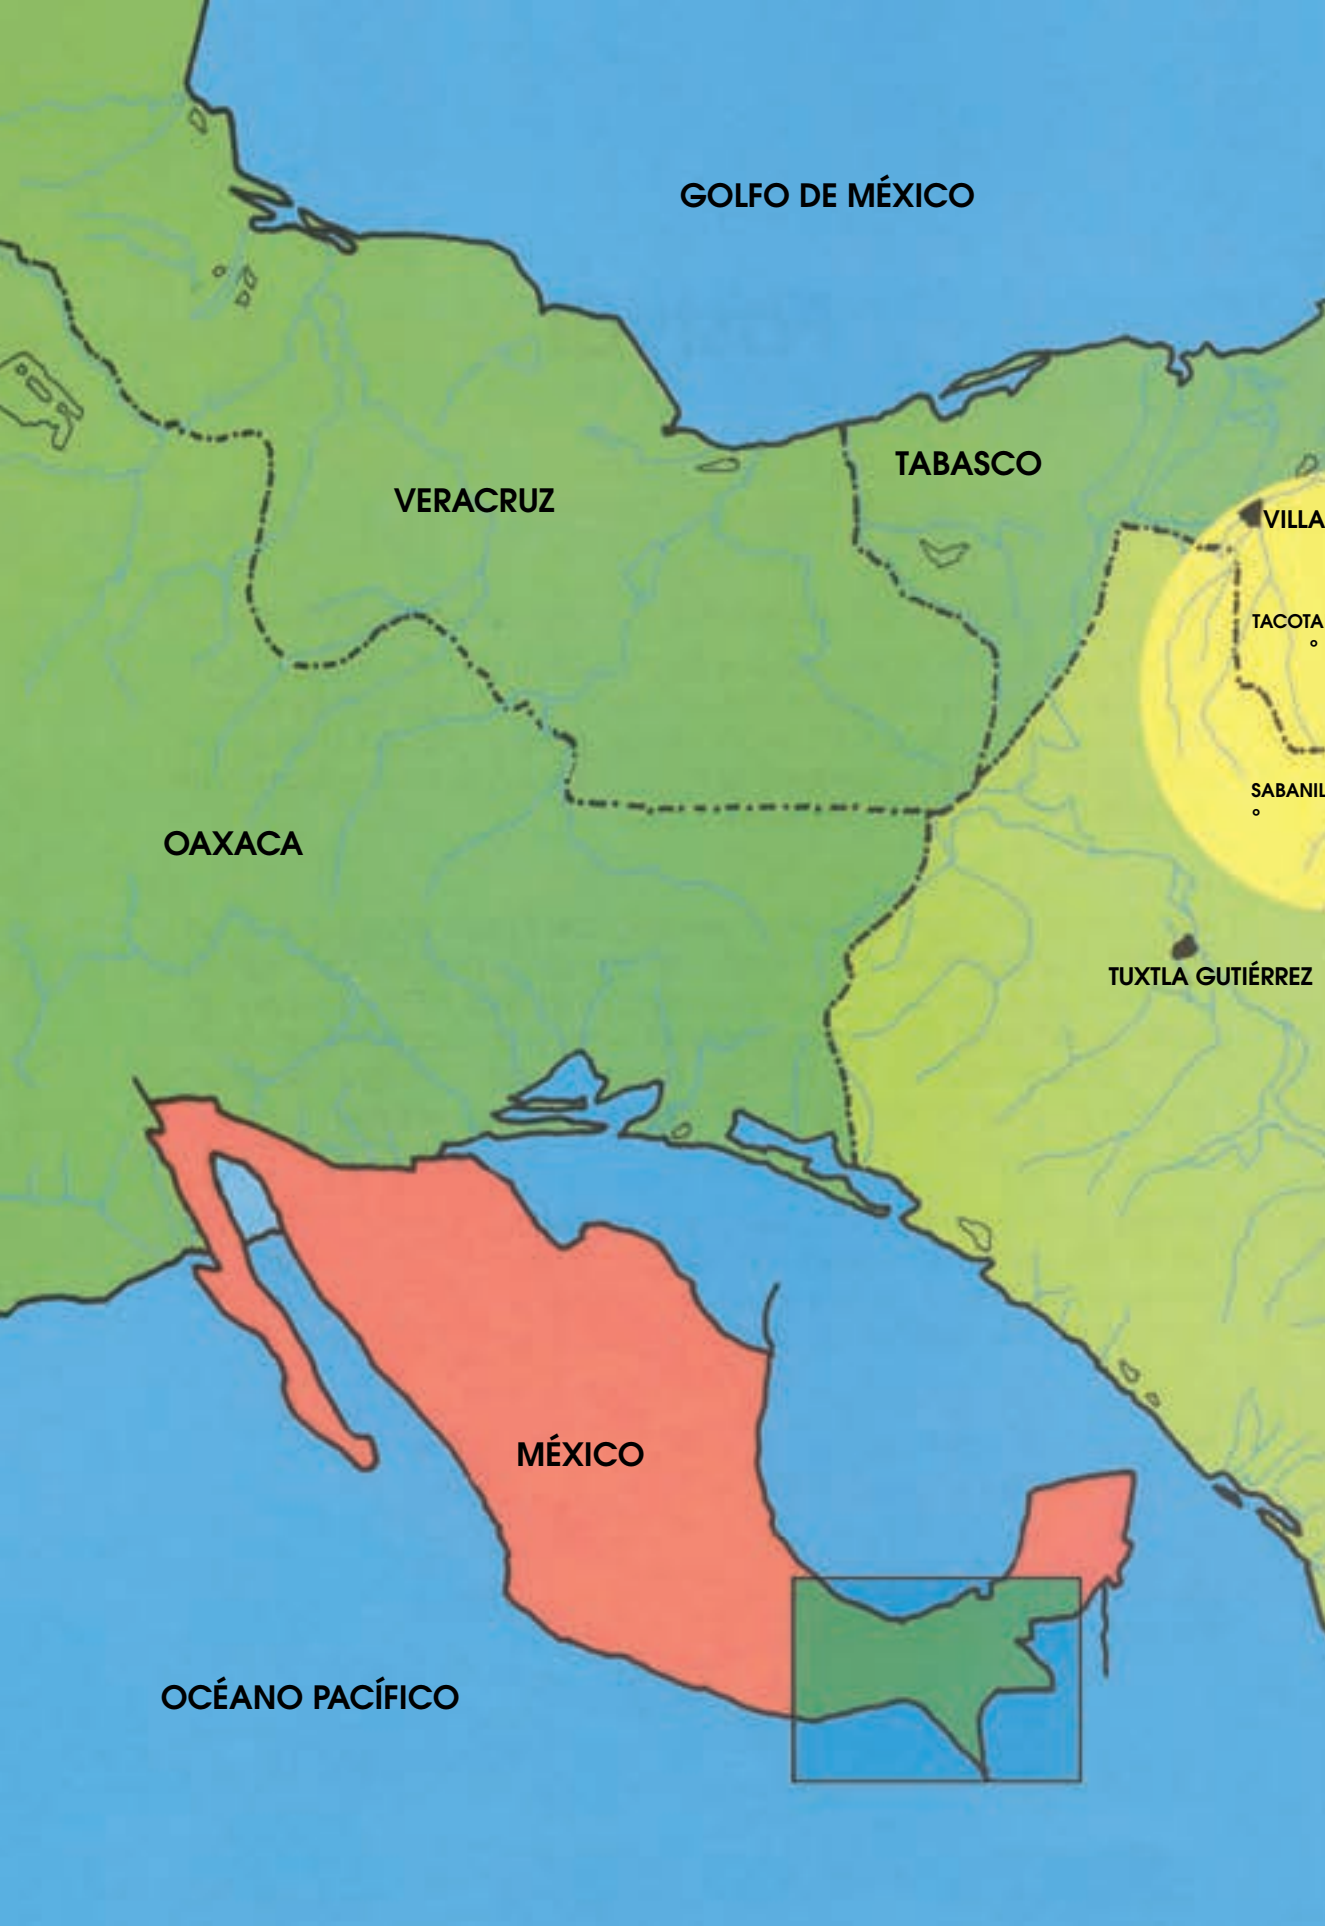 GOLFO DE MÉXICO
TABASCO
VERACRUZ
VILLA
TACOTA
SABANIL
OAXACA
TUXTLA GUTIÉRREZ
MÉXICO
OCÉANO PACÍFICO